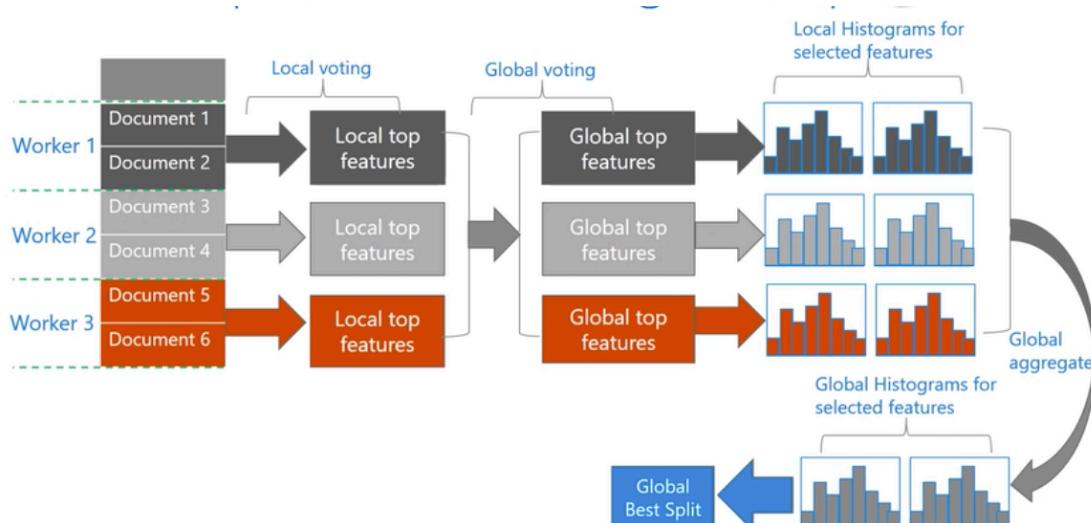 Local Histograms for
selected features
Local voting
Global voting
Worker 1
Document 1
Document 2
Local top
features
Global top
features
Worker 2
Document 3
Document 4
Local top
features
Global top
features
Worker 3
Document 5
Document 6
Local top
features
Global top
features
Global
aggregate
Global Histograms for
selected features
Global
Best Split